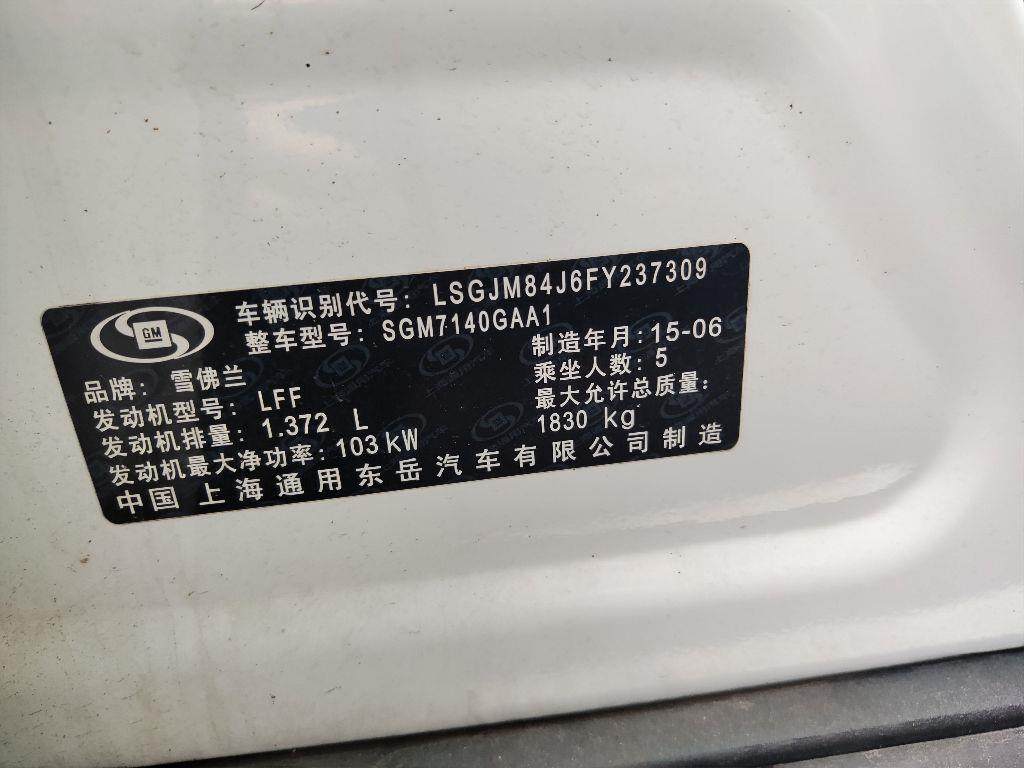 GM
车辆识别代号：LSGJM84J6FY237309
整车型号：SGM7140GAA1
制造年月：15-06
品牌：雪佛兰
乘坐人数：5
发动机型号：LFF
最大允许总质量：
发动机排量：1.372 L
1830 kg
发动机最大净功率：103kW
中国上海通用东岳汽车有限公司制造